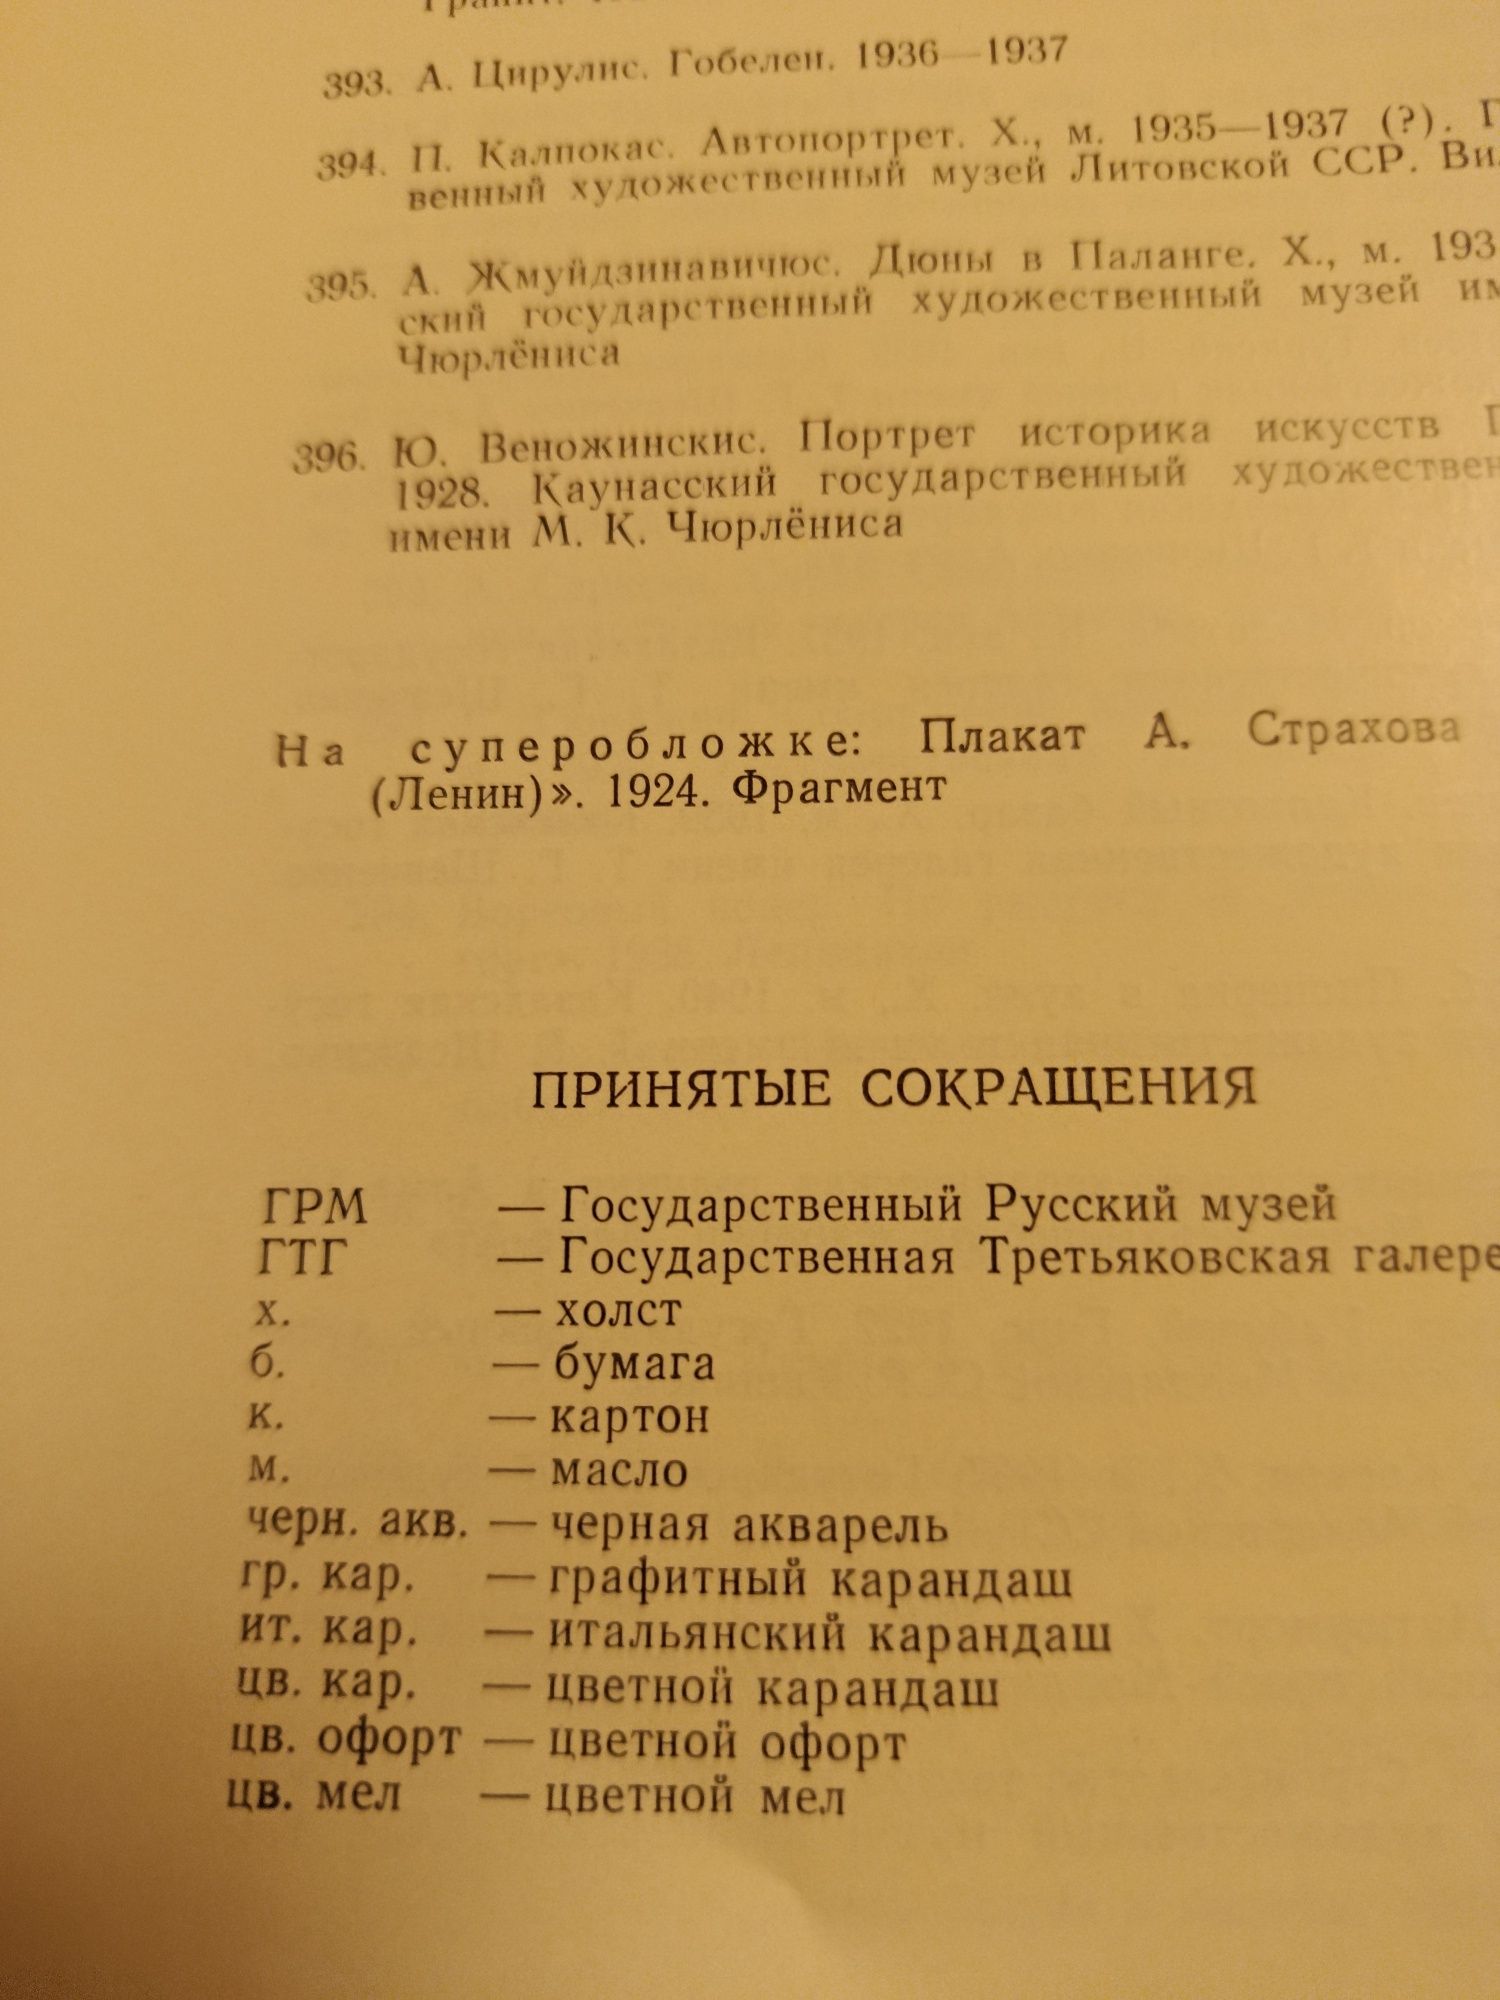 393. А. Цирулис. Гобелен. 1936—1937
394. П. Калпокас. Автопортрет. Х., м. 1935—1937 (?).
венный художественный музей Литовской ССР.
395. А. Жмуйдзинавичюс. Дюны в Паланге. Х., м.
ский государственный художественный музей
Чюрлёниса
396. Ю. Веножинскис. Портрет историка искусств
1928. Каунасский государственный
имени М. К. Чюрлёниса
На суперобложке: Плакат А. Страхова
(Ленин)». 1924. Фрагмент
ПРИНЯТЫЕ СОКРАЩЕНИЯ
ГРМ — Государственный Русский музей
ГТГ — Государственная Третьяковская
х. — холст
б. — бумага
к. — картон
м. — масло
черн. акв. — черная акварель
гр. кар. — графитный карандаш
ит. кар. — итальянский карандаш
цв. кар. — цветной карандаш
цв. офорт — цветной офорт
цв. мел — цветной мел